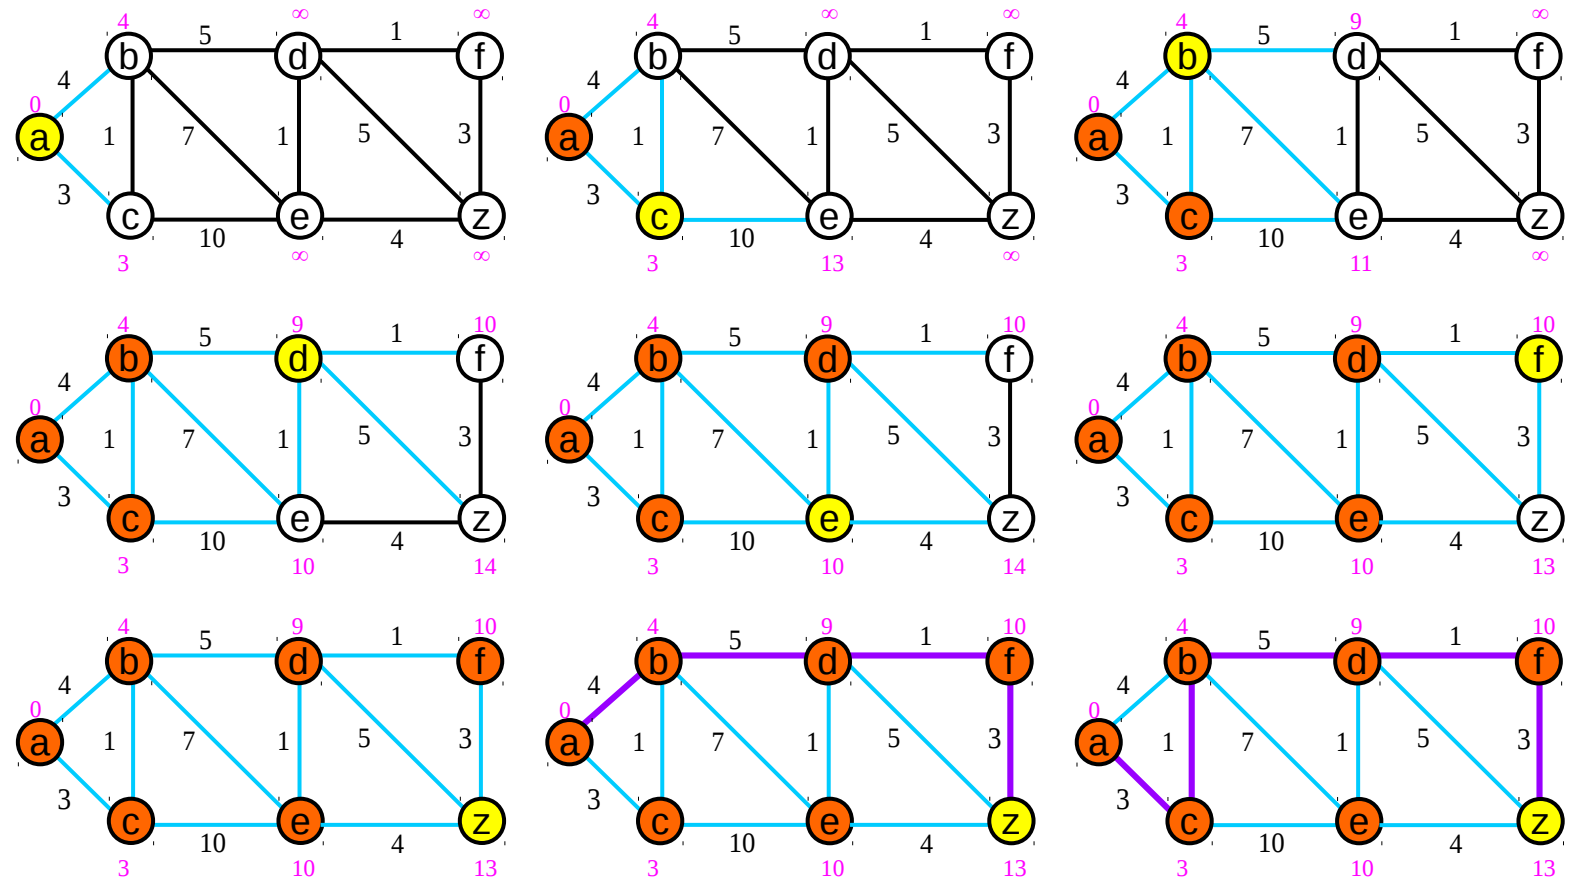 4 ∞ ∞ 4 ∞ ∞ 4 9 ∞
5 1 5 1 5 1
b d f b d f b d f
4 4 4
0 0 0
a 1 7 1 5 3 a 1 7 1 5 3 a 1 7 1 5 3
3 3 3
c e z c e z c e z
10 4 10 4 10 4
3 ∞ ∞ 3 13 ∞ 3 11 ∞
4 9 10 4 9 10 4 9 10
5 1 5 1 5 1
b d f b d f b d f
4 4 4
0 0 0
a 1 7 1 5 3 a 1 7 1 5 3 a 1 7 1 5 3
3 3 3
c e z c e z c e z
10 4 10 4 10 4
3 10 14 3 10 14 3 10 13
4 9 10 4 9 10 4 9 10
5 1 5 1 5 1
b d f b d f b d f
4 4 4
0 0 0
a 1 7 1 5 3 a 1 7 1 5 3 a 1 7 1 5 3
3 3 3
c e z c e z c e z
10 4 10 4 10 4
3 10 13 3 10 13 3 10 13